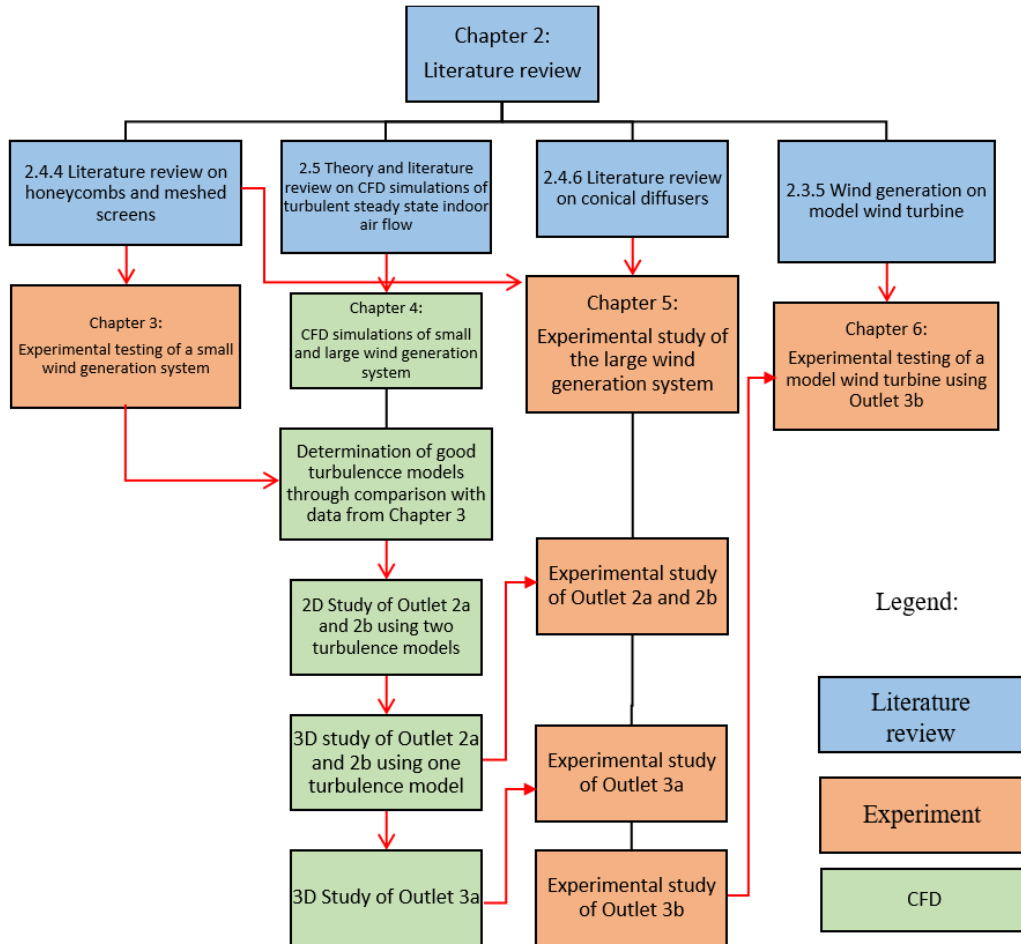 Chapter 2:
Literature review
2.4.4 Literature review on
honeycombs and meshed
screens
2.5 Theory and literature
review on CFD simulations of
turbulent steady state indoor
air flow
2.4.6 Literature review
on conical diffusers
2.3.5 Wind generation on
model wind turbine
Chapter 3:
Experimental testing of a small
wind generation system
Chapter 4:
CFD simulations of small
and large wind generation
system
Chapter 5:
Experimental study of
the large wind
generation system
Chapter 6:
Experimental testing of a
model wind turbine using
Outlet 3b
Determination of good
turbulencce models
through comparison with
data from Chapter 3
2D Study of Outlet 2a
and 2b using two
turbulence models
Experimental study
of Outlet 2a and 2b
3D study of Outlet 2a
and 2b using one
turbulence model
Experimental study
of Outlet 3a
3D Study of Outlet 3a
Experimental study
of Outlet 3b
Legend:
Literature
review
Experiment
CFD